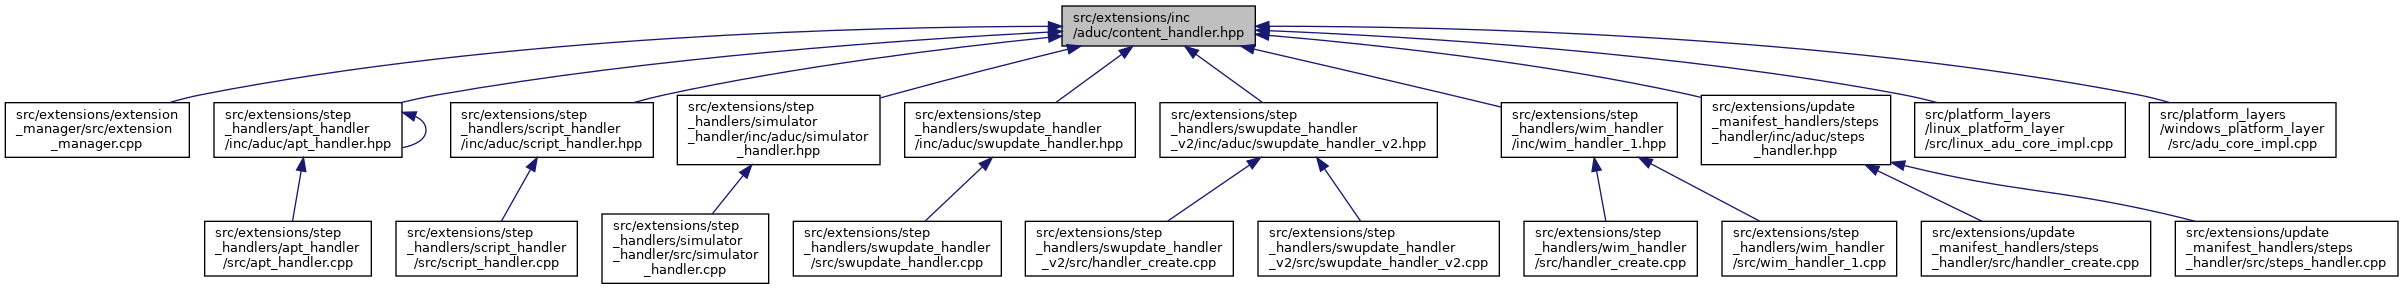 src/extensions/inc
/aduc/content_handler.hpp
src/extensions/extension
_manager/src/extension
_manager.cpp
src/extensions/step
_handlers/apt_handler
/inc/aduc/apt_handler.hpp
src/extensions/step
_handlers/script_handler
/inc/aduc/script_handler.hpp
src/extensions/step
_handlers/simulator
_handler/inc/aduc/simulator
_handler.hpp
src/extensions/step
_handlers/swupdate_handler
/inc/aduc/swupdate_handler.hpp
src/extensions/step
_handlers/swupdate_handler
_v2/inc/aduc/swupdate_handler_v2.hpp
src/extensions/step
_handlers/wim_handler
/inc/wim_handler_1.hpp
src/extensions/update
_manifest_handlers/steps
_handler/inc/aduc/steps
_handler.hpp
src/platform_layers
/linux_platform_layer
/src/linux_adu_core_impl.cpp
src/platform_layers
/windows_platform_layer
/src/adu_core_impl.cpp
src/extensions/step
_handlers/apt_handler
/src/apt_handler.cpp
src/extensions/step
_handlers/script_handler
/src/script_handler.cpp
src/extensions/step
_handlers/simulator
_handler/src/simulator
_handler.cpp
src/extensions/step
_handlers/swupdate_handler
/src/swupdate_handler.cpp
src/extensions/step
_handlers/swupdate_handler
_v2/src/handler_create.cpp
src/extensions/step
_handlers/swupdate_handler
_v2/src/swupdate_handler_v2.cpp
src/extensions/step
_handlers/wim_handler
/src/handler_create.cpp
src/extensions/step
_handlers/wim_handler
/src/wim_handler_1.cpp
src/extensions/update
_manifest_handlers/steps
_handler/src/handler_create.cpp
src/extensions/update
_manifest_handlers/steps
_handler/src/steps_handler.cpp